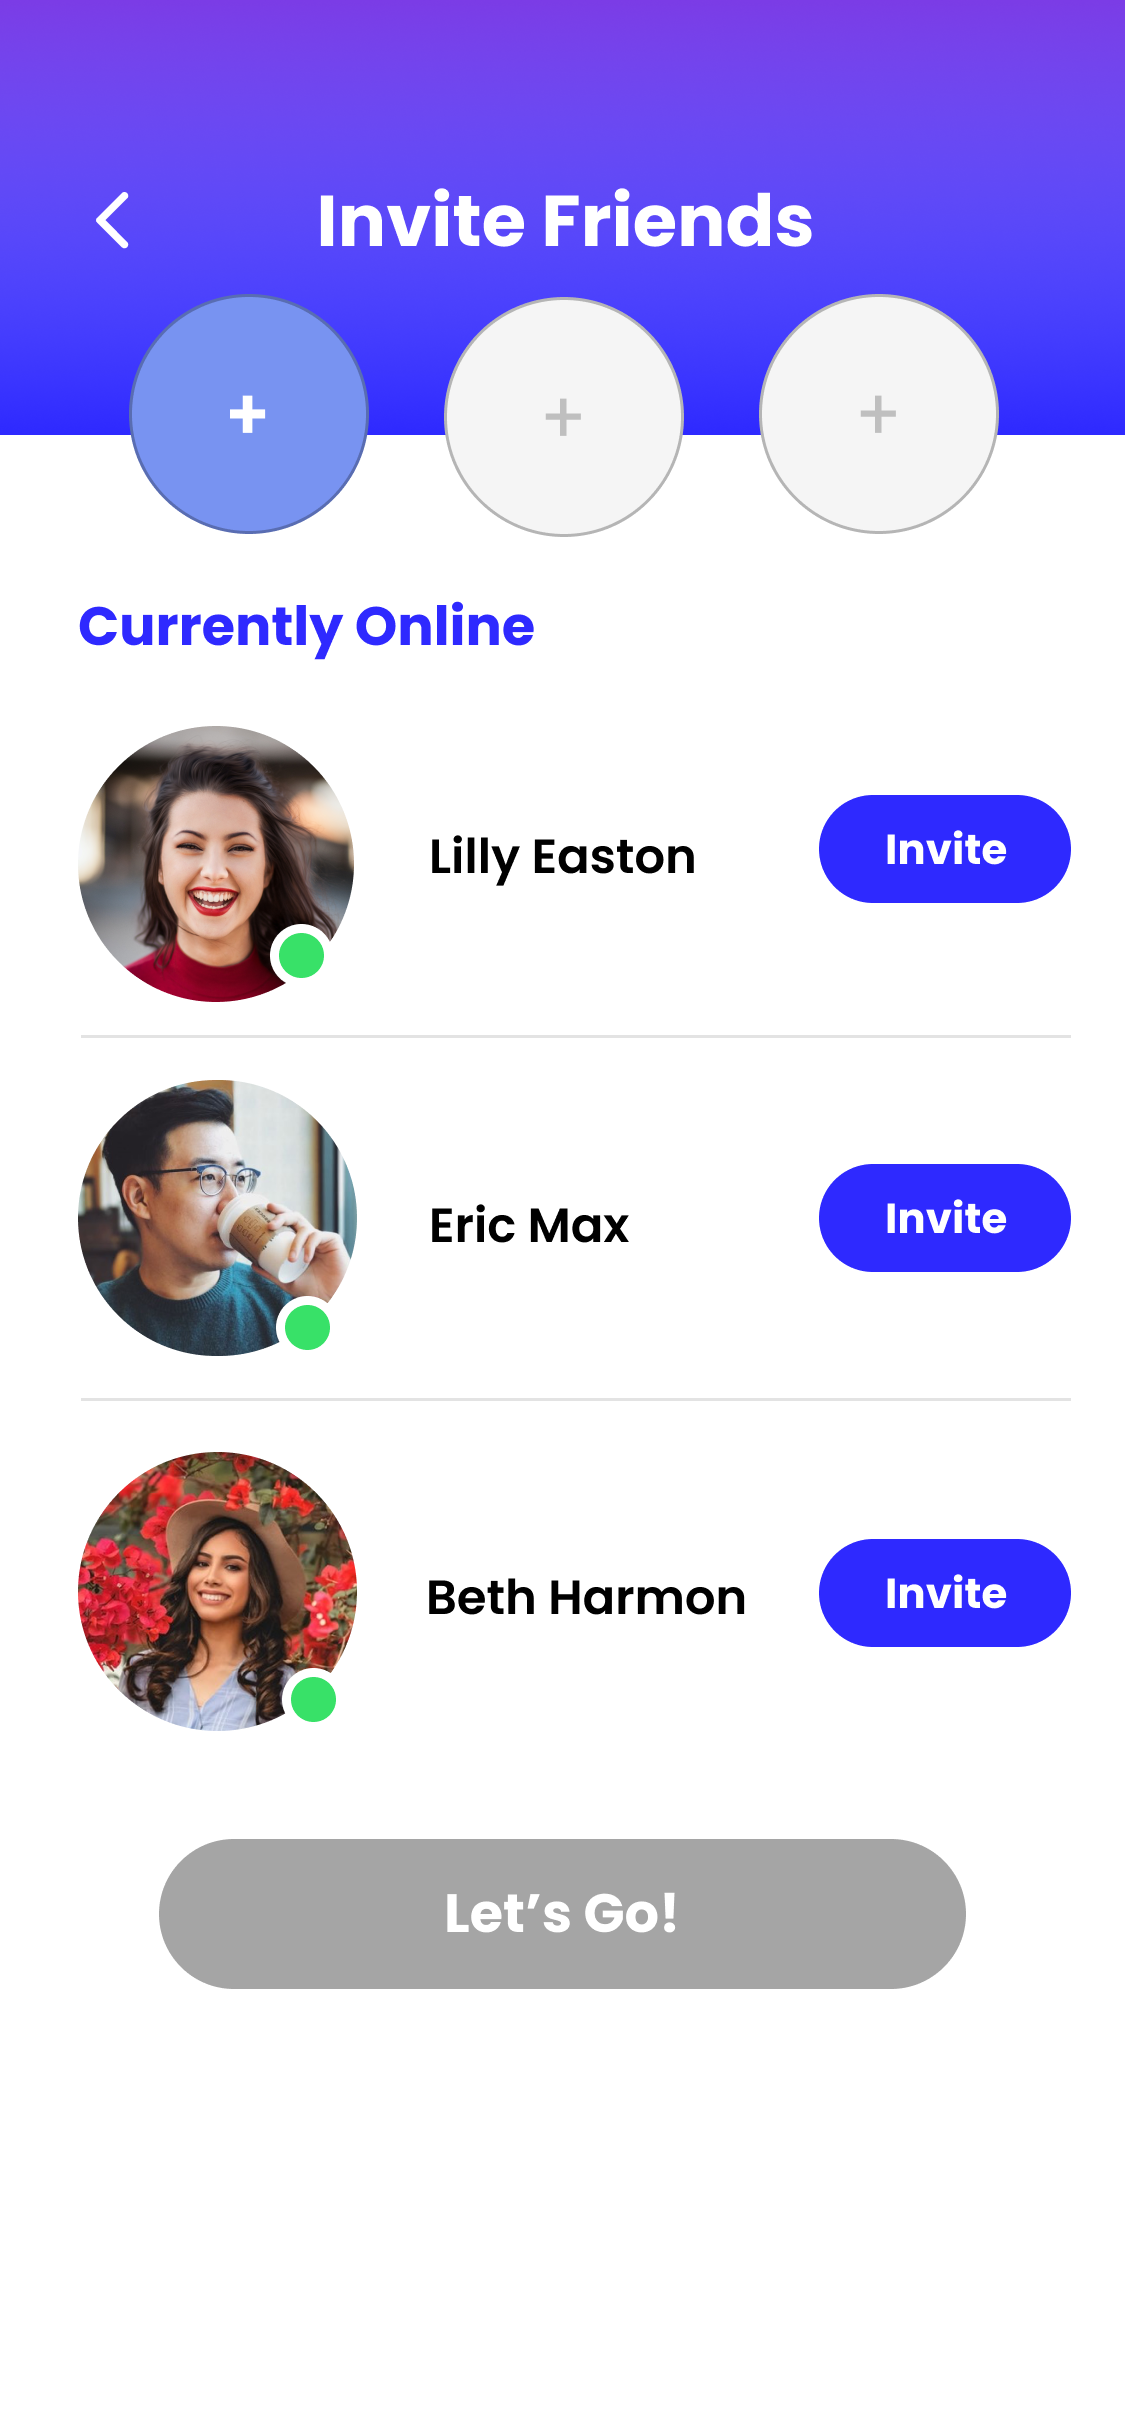 Invite Friends
+ + +
Currently Online
Lilly Easton Invite
Eric Max Invite
Beth Harmon Invite
Let’s Go!